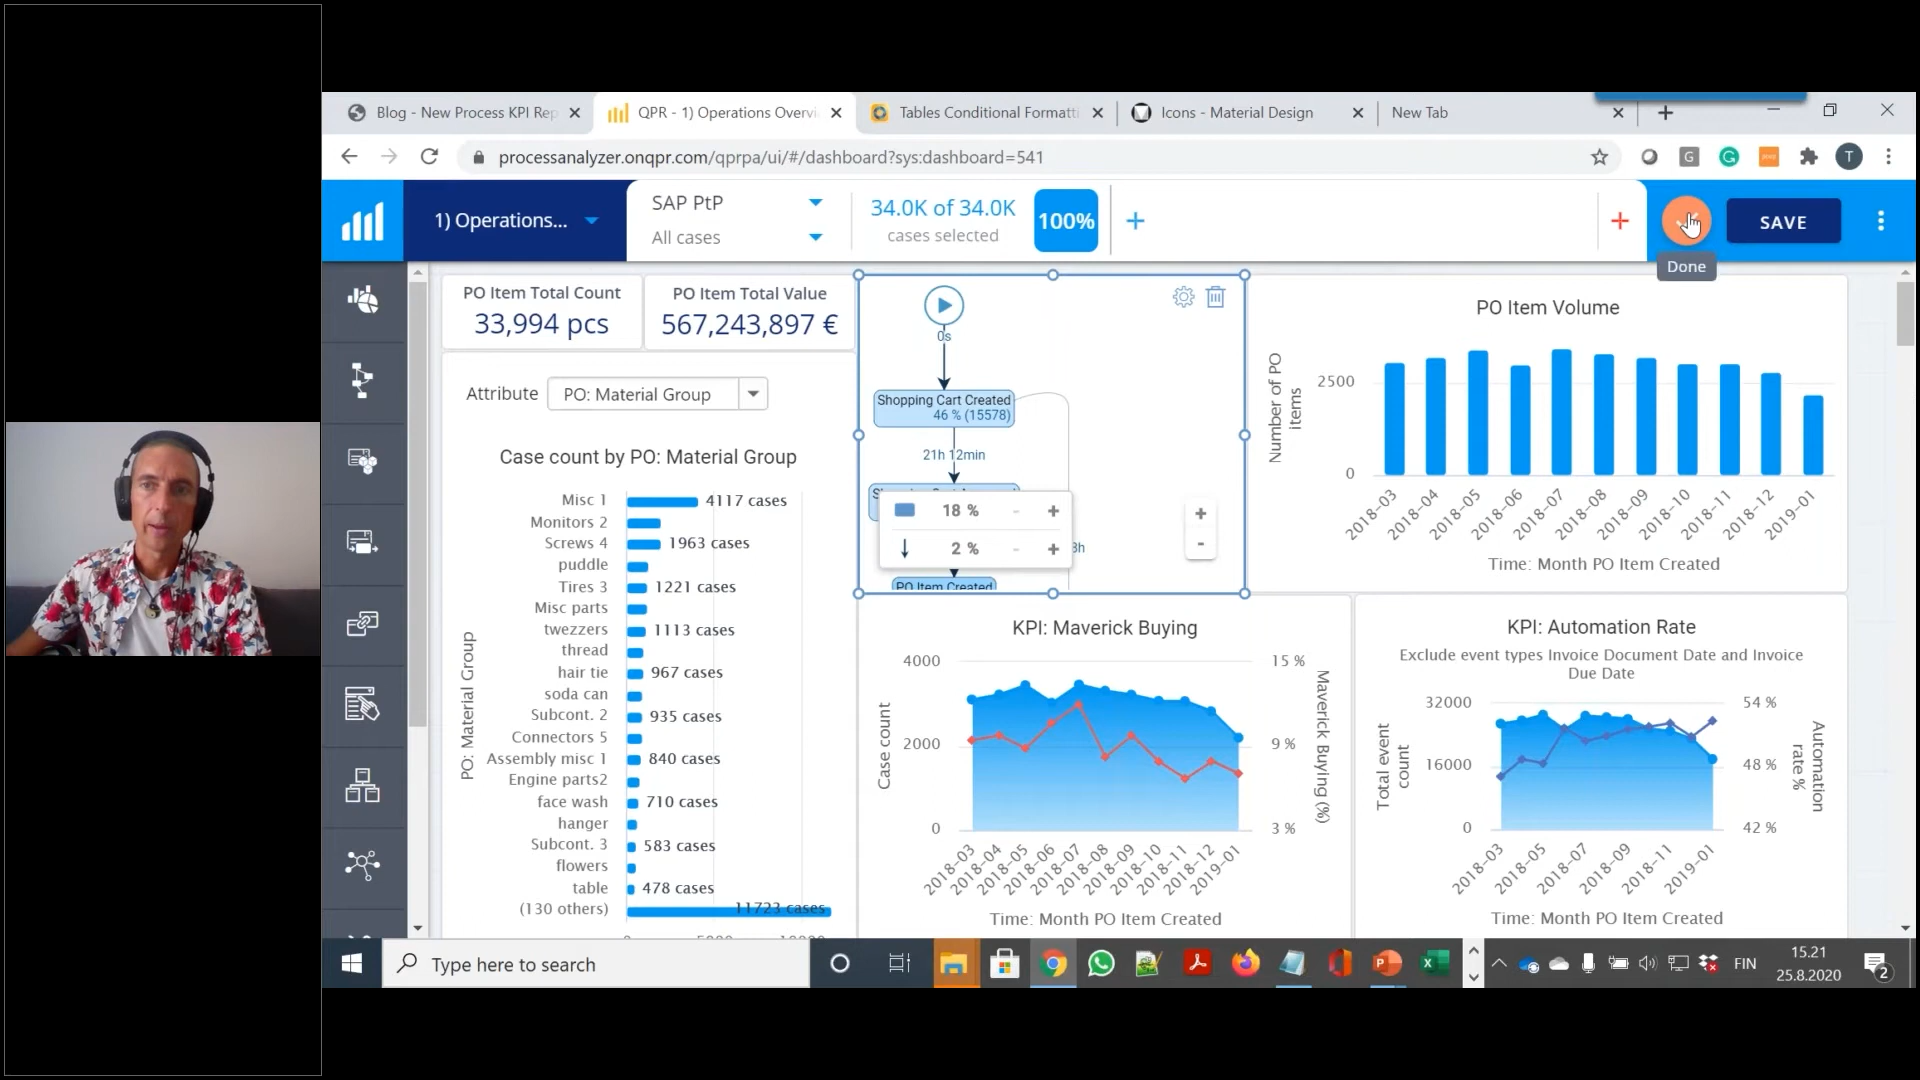 Blog - New Process KPI Rep
QPR - 1) Operations Overvi
Tables Conditional Formatti
Icons - Material Design
New Tab
processanalyzer.onqpr.com/qprpa/ui/#/dashboard?sys:dashboard=541
T
1) Operations...
SAP PtP
All cases
34.0K of 34.0K
cases selected
100%
SAVE
Done
PO Item Total Count
33,994 pcs
PO Item Total Value
567,243,897 €
Attribute
PO: Material Group
Case count by PO: Material Group
PO: Material Group
Misc 1
4117 cases
Monitors 2
Screws 4
1963 cases
puddle
Tires 3
1221 cases
Misc parts
twezzers
1113 cases
thread
hair tie
967 cases
soda can
Subcont. 2
935 cases
Connectors 5
Assembly misc 1
840 cases
Engine parts2
face wash
710 cases
hanger
Subcont. 3
583 cases
flowers
table
478 cases
(130 others)
11723 cases
0s
Shopping Cart Created
46 % (15578)
21h 12min
18 %
- +
2 %
- +
3h
PO Item Created
+
-
PO Item Volume
Number of PO
items
2500
0
2018-03
2018-04
2018-05
2018-06
2018-07
2018-08
2018-09
2018-10
2018-11
2018-12
2019-01
Time: Month PO Item Created
KPI: Maverick Buying
Case count
4000
2000
0
15 %
9 %
3 %
Maverick Buying (%)
2018-03
2018-04
2018-05
2018-06
2018-07
2018-08
2018-09
2018-10
2018-11
2018-12
2019-01
Time: Month PO Item Created
KPI: Automation Rate
Exclude event types Invoice Document Date and Invoice
Due Date
Total event
count
32000
16000
0
54 %
48 %
42 %
Automation
rate %
2018-03
2018-05
2018-07
2018-09
2018-11
2019-01
Time: Month PO Item Created
Type here to search
FIN
15.21
25.8.2020
2